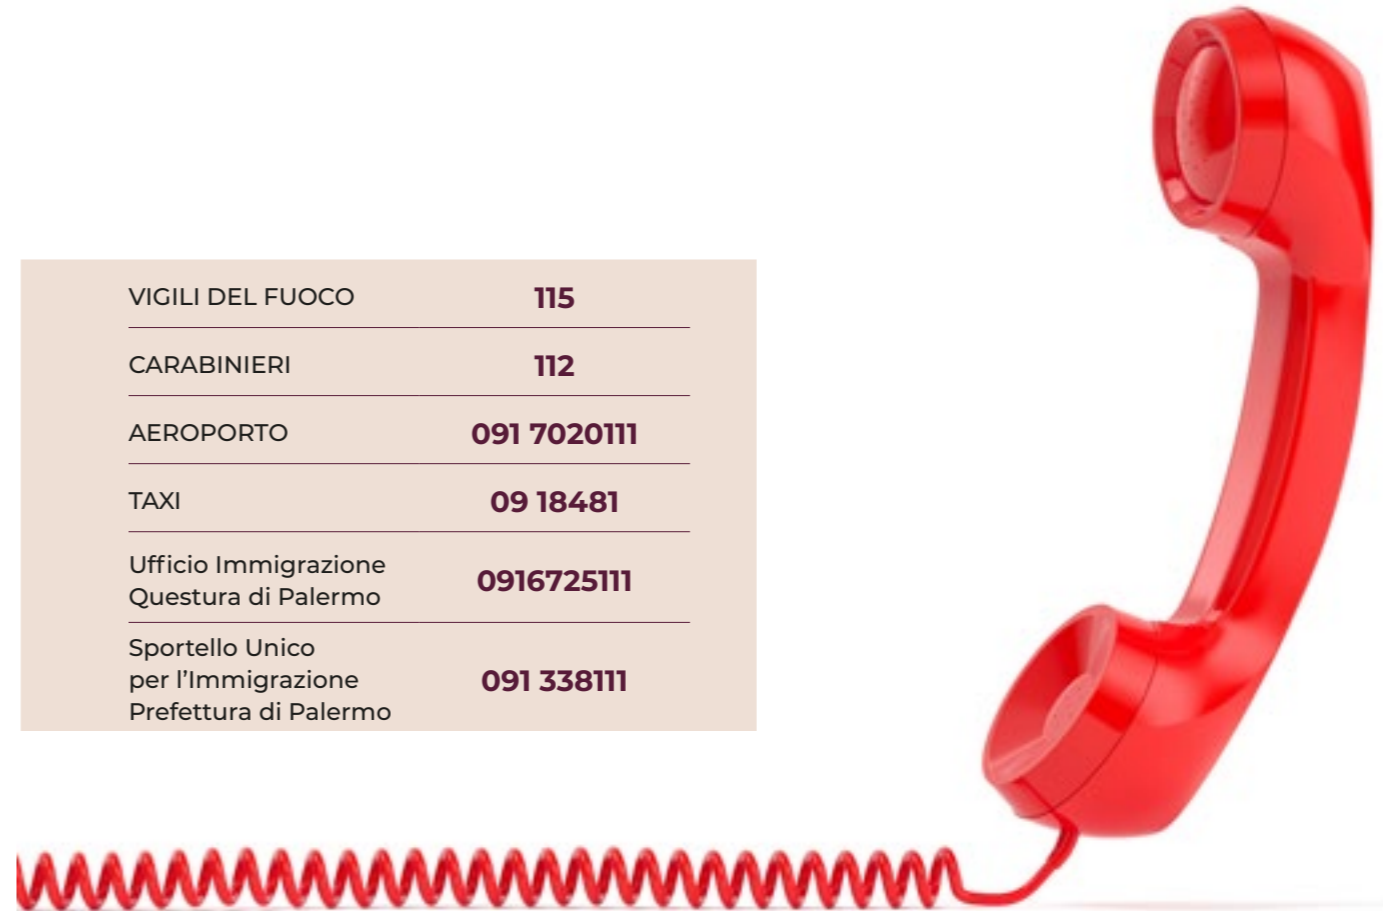 VIGILI DEL FUOCO 115
CARABINIERI 112
AEROPORTO 091 7020111
TAXI 09 18481
Ufficio Immigrazione
Questura di Palermo 0916725111
Sportello Unico
per l’Immigrazione 091 338111
Prefettura di Palermo